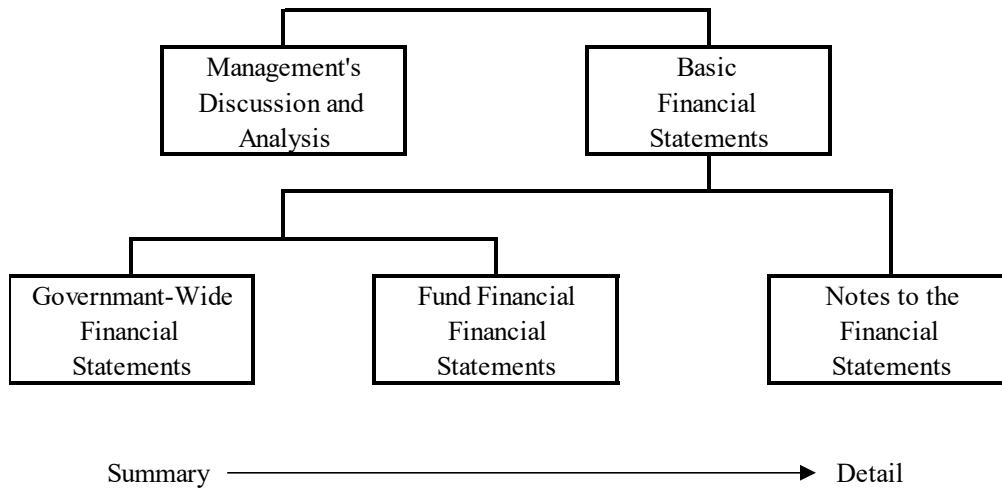 Management's
Discussion and
Analysis
Basic
Financial
Statements
Governmant-Wide
Financial
Statements
Fund Financial
Financial
Statements
Notes to the
Financial
Statements
Summary
Detail